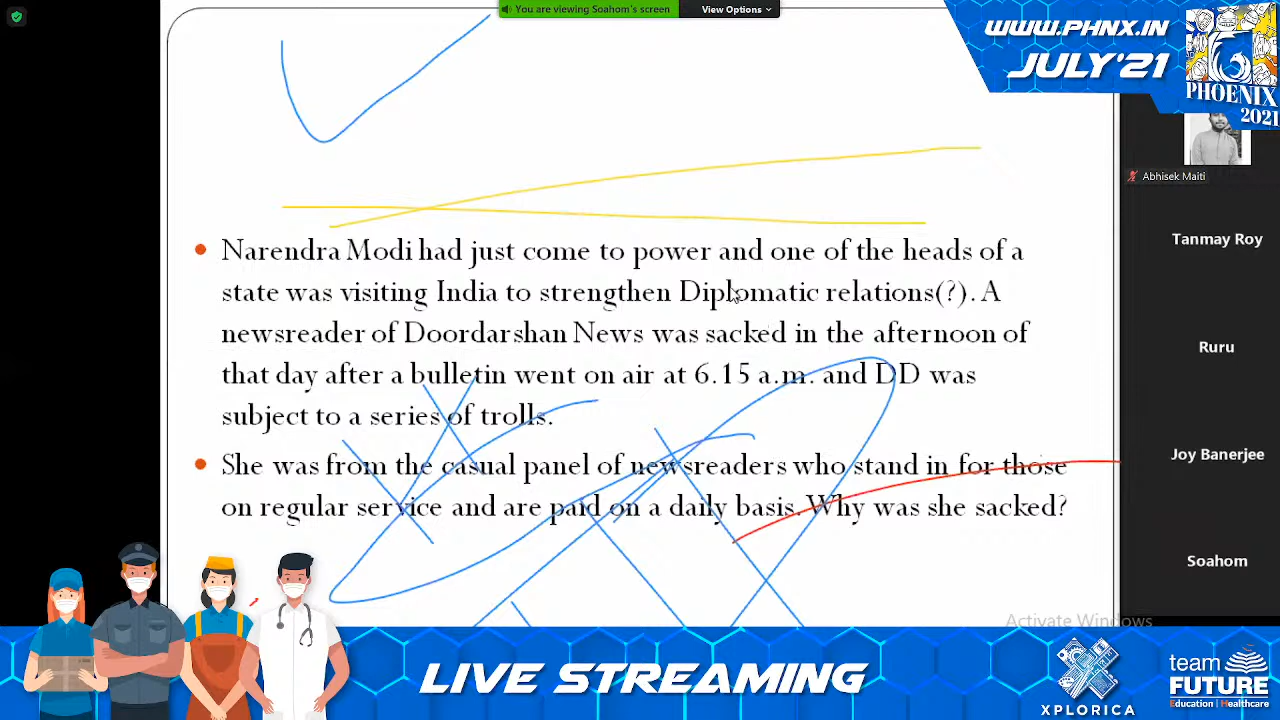 You are viewing Soahom's screen
View Options
WWW.PHNX.IN
JULY'21
PHOENIX
2021
Abhisek Maiti
Tanmay Roy
Ruru
Joy Banerjee
Soahom
Narendra Modi had just come to power and one of the heads of a
state was visiting India to strengthen Diplomatic relations(?). A
newsreader of Doordarshan News was sacked in the afternoon of
that day after a bulletin went on air at 6.15 a.m. and DD was
subject to a series of trolls.
She was from the casual panel of newsreaders who stand in for those
on regular service and are paid on a daily basis. Why was she sacked?
Activate Windows
LIVE STREAMING
XPLORICA
team
FUTURE
Education | Healthcare